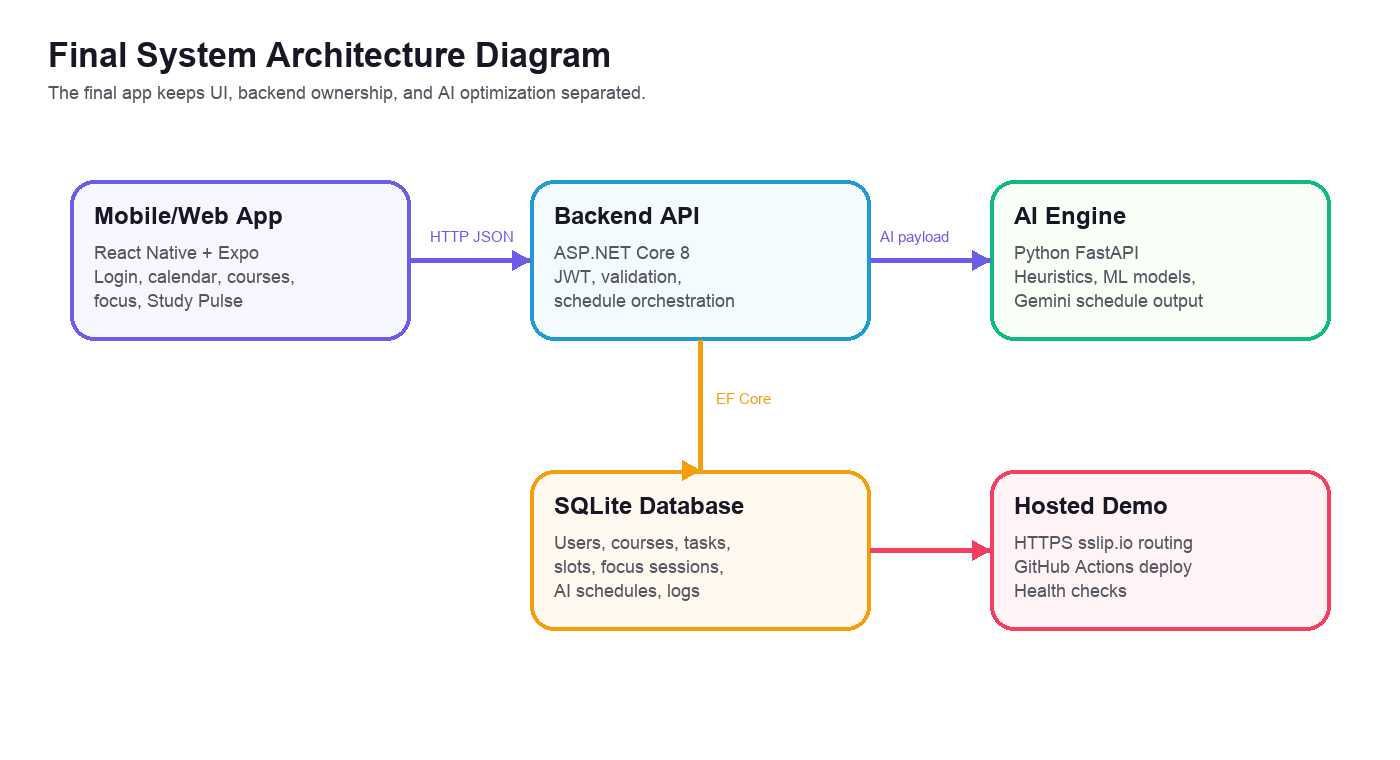 Final System Architecture Diagram
The final app keeps UI, backend ownership, and AI optimization separated.
Mobile/Web App
React Native + Expo
Login, calendar, courses,
focus, Study Pulse
HTTP JSON
Backend API
ASP.NET Core 8
JWT, validation,
schedule orchestration
AI payload
AI Engine
Python FastAPI
Heuristics, ML models,
Gemini schedule output
EF Core
SQLite Database
Users, courses, tasks,
slots, focus sessions,
AI schedules, logs
Hosted Demo
HTTPS sslip.io routing
GitHub Actions deploy
Health checks